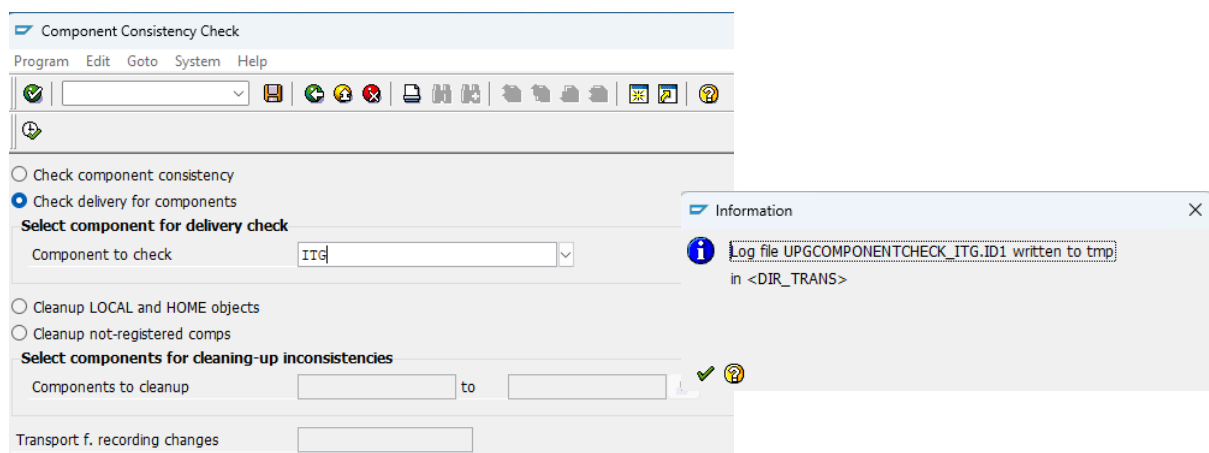 Component Consistency Check
Program Edit Goto System Help
Check component consistency
Check delivery for components
Select component for delivery check
Component to check ITG
Cleanup LOCAL and HOME objects
Cleanup not-registered comps
Select components for cleaning-up inconsistencies
Components to cleanup to
Transport f. recording changes
Information
Log file UPGCOMPONENTCHECK_ITG.ID1 written to tmp
in <DIR_TRANS>